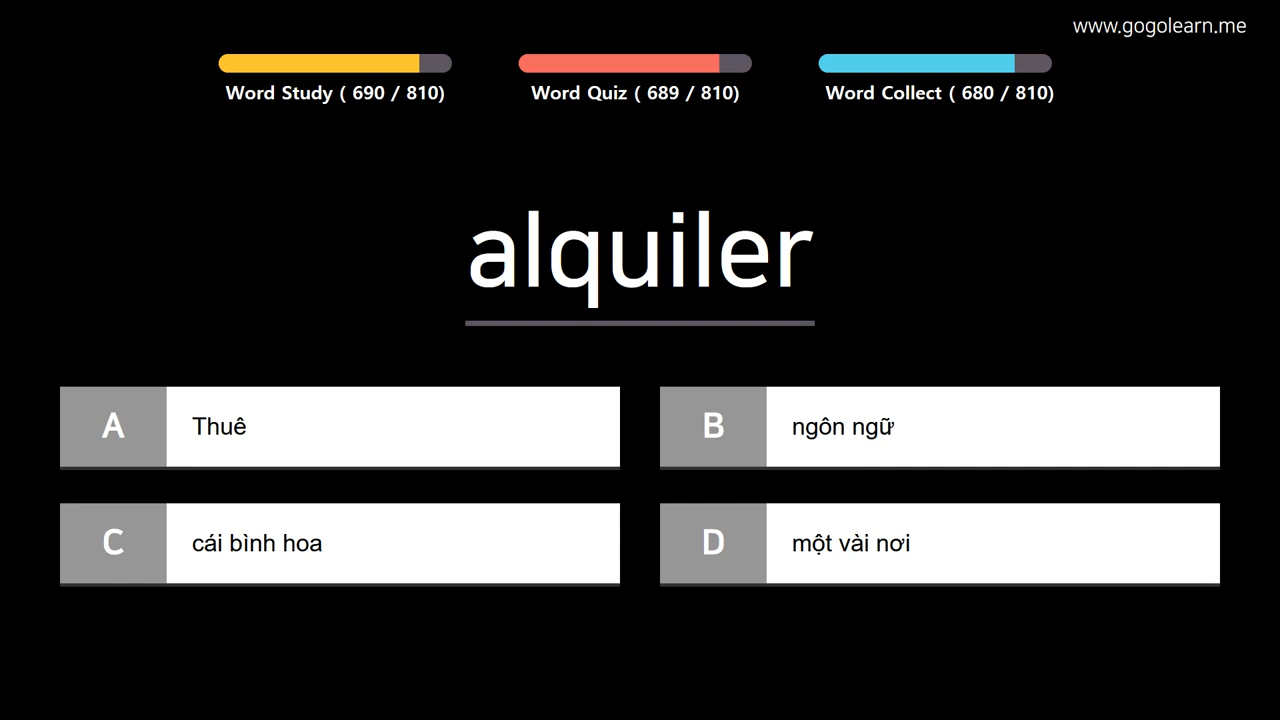 www.gogolearn.me
Word Study ( 690 / 810)
Word Quiz ( 689 / 810)
Word Collect ( 680 / 810)
alquiler
A
Thuê
B
ngôn ngữ
C
cái bình hoa
D
một vài nơi